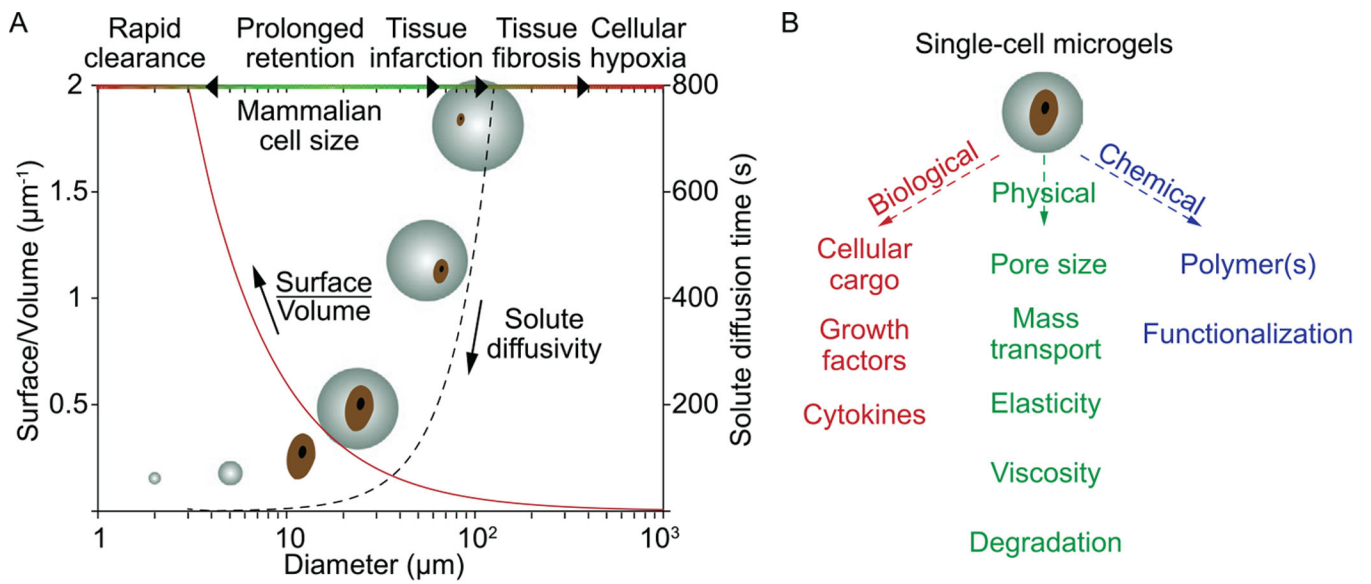 A
Rapid clearance
Prolonged retention
Tissue infarction
Tissue fibrosis
Cellular hypoxia
Mammalian cell size
Surface/Volume (µm⁻¹)
2
1.5
1
0.5
Surface
Volume
Solute diffusivity
800
600
400
200
Solute diffusion time (s)
1
10
10²
10³
Diameter (µm)
B
Single-cell microgels
Biological
Physical
Chemical
Cellular cargo
Growth factors
Cytokines
Pore size
Mass transport
Elasticity
Viscosity
Degradation
Polymer(s)
Functionalization